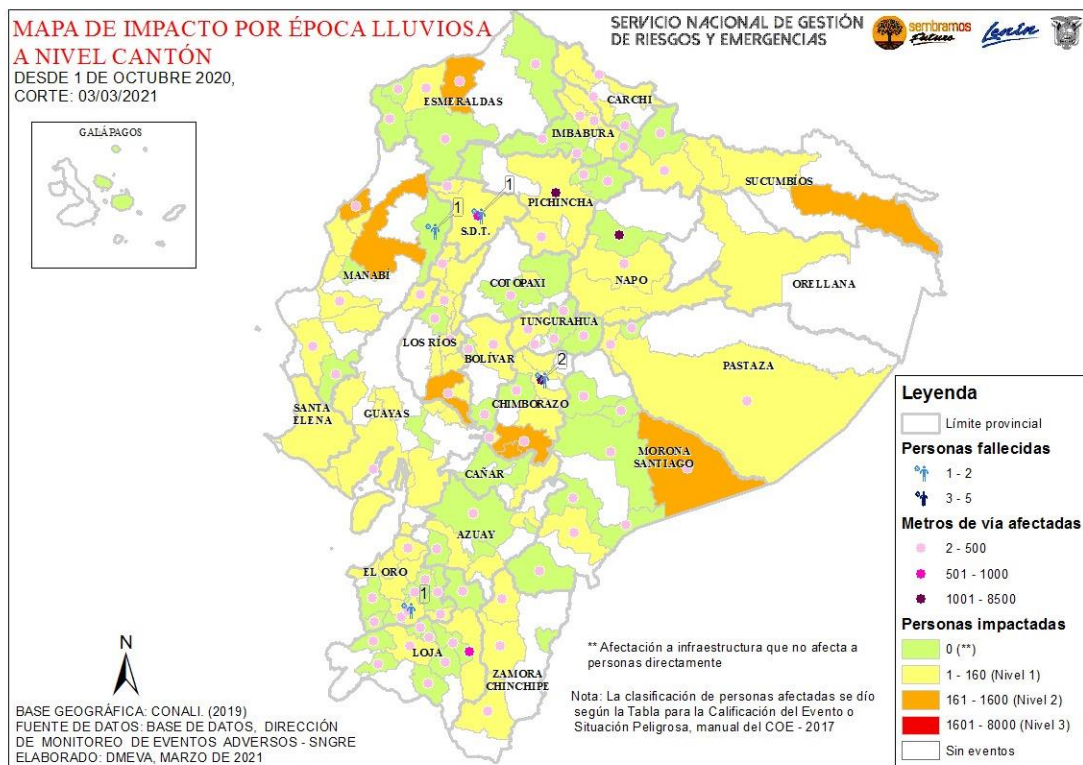 MAPA DE IMPACTO POR ÉPOCA LLUVIOSA
A NIVEL CANTÓN
DESDE 1 DE OCTUBRE 2020,
CORTE: 03/03/2021
SERVICIO NACIONAL DE GESTIÓN
DE RIESGOS Y EMERGENCIAS
sembramos
Futuro
Lenín
GALÁPAGOS
ESMERALDAS
CARCHI
IMBABURA
SUCUMBÍOS
PICHINCHA
1
1
S.D.T.
MANABÍ
NAPO
ORELLANA
COTOPAXI
TUNGURAHUA
LOS RÍOS
BOLÍVAR
2
PASTAZA
CHIMBORAZO
SANTA
ELENA
GUAYAS
MORONA
SANTIAGO
CAÑAR
AZUAY
EL ORO
1
LOJA
ZAMORA
CHINCHIPE
Leyenda
Límite provincial
Personas fallecidas
1 - 2
3 - 5
Metros de vía afectadas
2 - 500
501 - 1000
1001 - 8500
Personas impactadas
0 (**)
1 - 160 (Nivel 1)
161 - 1600 (Nivel 2)
1601 - 8000 (Nivel 3)
Sin eventos
** Afectación a infraestructura que no afecta a
personas directamente
Nota: La clasificación de personas afectadas se dío
según la Tabla para la Calificación del Evento o
Situación Peligrosa, manual del COE - 2017
N
BASE GEOGRÁFICA: CONALI. (2019)
FUENTE DE DATOS: BASE DE DATOS, DIRECCIÓN
DE MONITOREO DE EVENTOS ADVERSOS - SNGRE
ELABORADO: DMEVA, MARZO DE 2021